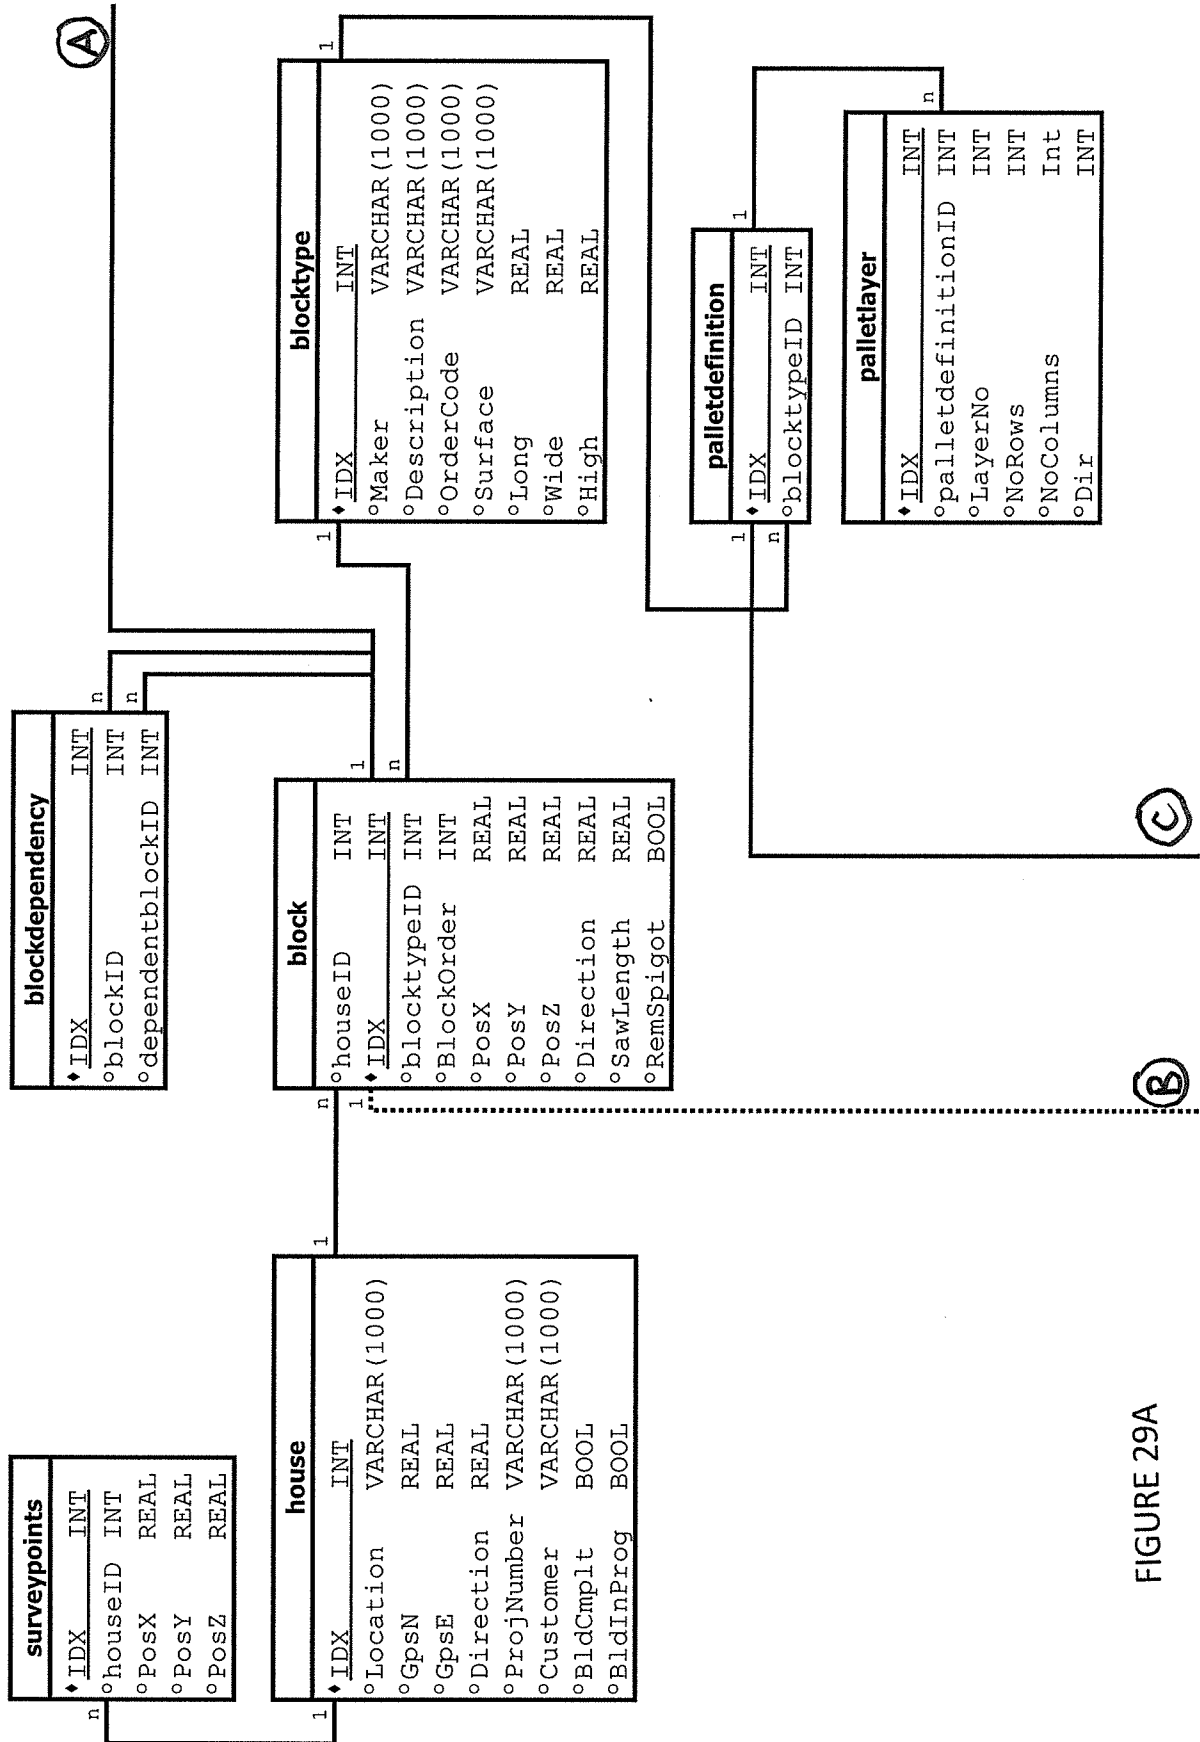 surveypoints
♦IDX INT
°houseID INT
°PosX REAL
°PosY REAL
°PosZ REAL
n
1
house
♦IDX INT
°Location VARCHAR(1000)
°GpsN REAL
°GpsE REAL
°Direction REAL
°ProjNumber VARCHAR(1000)
°Customer VARCHAR(1000)
°BldCmplt BOOL
°BldInProg BOOL
1
n
1
blockdependency
♦IDX INT
°blockID INT
°dependentblockID INT
n
n
block
°houseID INT
♦IDX INT
°blocktypeID INT
°BlockOrder INT
°PosX REAL
°PosY REAL
°PosZ REAL
°Direction REAL
°SawLength REAL
°RemSpigot BOOL
1
n
A
1
blocktype
♦IDX INT
°Maker VARCHAR(1000)
°Description VARCHAR(1000)
°OrderCode VARCHAR(1000)
°Surface VARCHAR(1000)
°Long REAL
°Wide REAL
°High REAL
1
1
n
palletdefinition
♦IDX INT
°blocktypeID INT
1
palletlayer
♦IDX INT
°palletdefinitionID INT
°LayerNo INT
°NoRows INT
°NoColumns Int
°Dir INT
n
B
C
FIGURE 29A